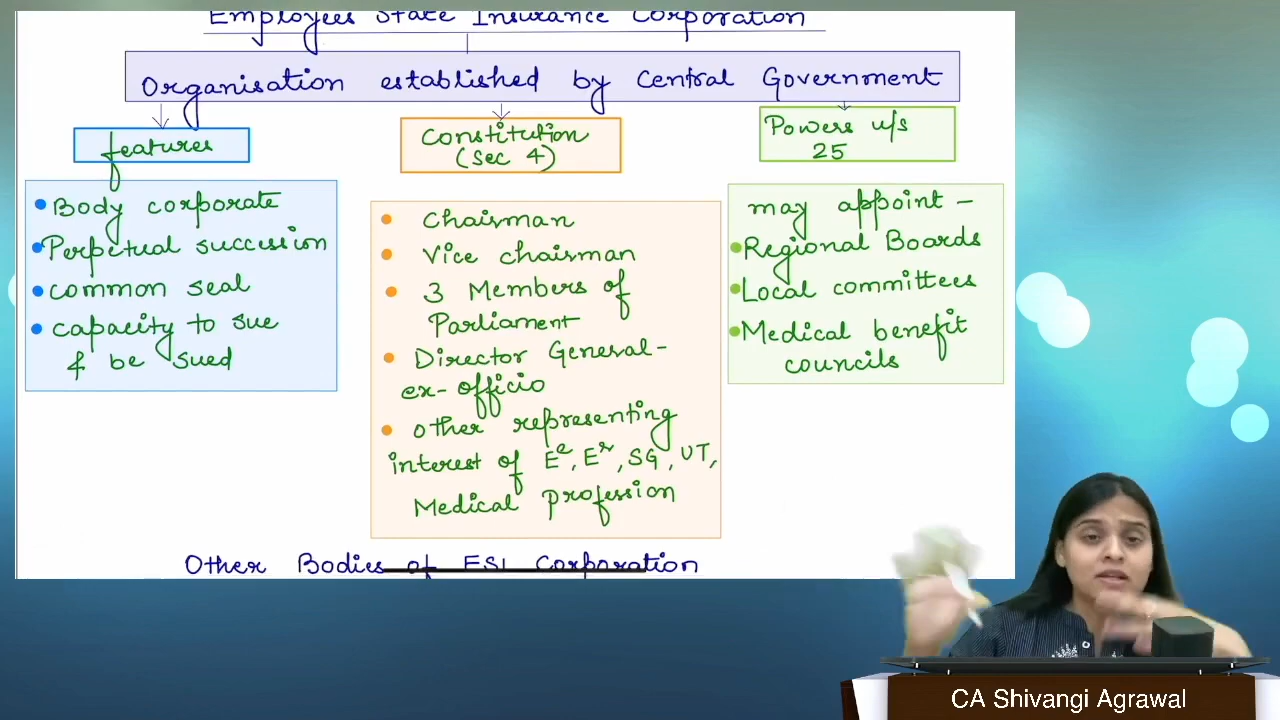 Employees State Insurance Corporation
Organisation established by Central Government
features
Body corporate
Perpetual succession
common seal
capacity to sue
& be sued
Constitution
(Sec 4)
Chairman
Vice chairman
3 Members of
Parliament
Director General-
ex-officio
other representing
interest of Eᵉ, Eʳ, SG, UT,
Medical profession
Powers u/s
25
may appoint -
Regional Boards
Local committees
Medical benefit
councils
Other Bodies of ESI Corporation
CA Shivangi Agrawal